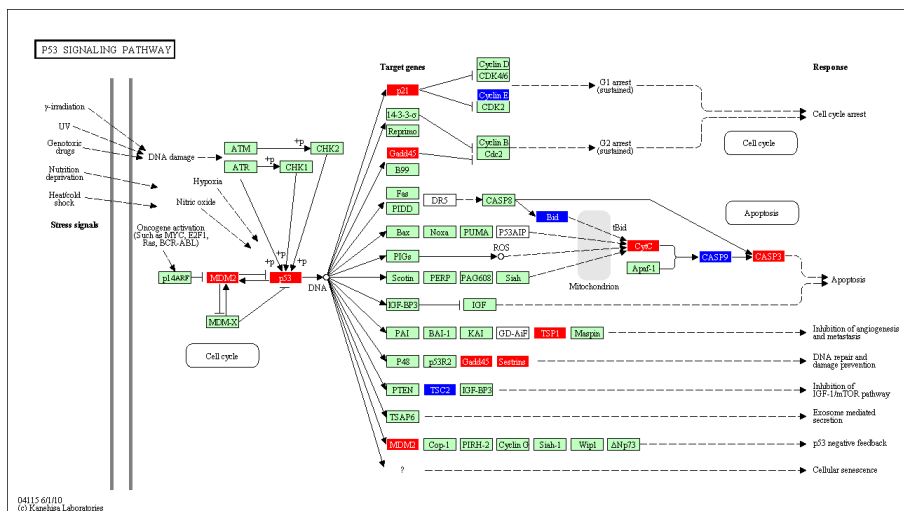 P53 SIGNALING PATHWAY
Target genes
Response
Cyclin D
CDK4/6
p21
Cyclin E
CDK2
G1 arrest
(sustained)
Cell cycle arrest
14-3-3-σ
Reprimo
Cyclin B
Cdc2
G2 arrest
(sustained)
Cell cycle
Gadd45
B99
γ-irradiation
UV
Genotoxic
drugs
Nutrition
deprivation
Heat/cold
shock
Stress signals
DNA damage
ATM
+p
CHK2
ATR
+p
CHK1
Hypoxia
Nitric oxide
Oncogene activation
(Such as MYC, E2F1,
Ras, BCR-ABL)
+p
+p
+p
p14ARF
MDM2
p53
DNA
MDM-X
Cell cycle
Fas
PIDD
DR5
CASP8
Bid
tBid
Apoptosis
Bax
Noxa
PUMA
P53AIP
CytC
PIGs
ROS
Apaf-1
CASP9
CASP3
Scotin
PERP
PAG608
Siah
Mitochondrion
Apoptosis
IGF-BP3
IGF
PAI
BAI-1
KAI
GD-AiF
TSP1
Maspin
Inhibition of angiogenesis
and metastasis
P48
p53R2
Gadd45
Sestrins
DNA repair and
damage prevention
PTEN
TSC2
IGF-BP3
Inhibition of
IGF-1/mTOR pathway
TSAP6
Exosome mediated
secretion
MDM2
Cop-1
PIRH-2
Cyclin G
Siah-1
Wip1
ΔNp73
p53 negative feedback
?
Cellular senescence
04115 6/1/10
(c) Kanehisa Laboratories